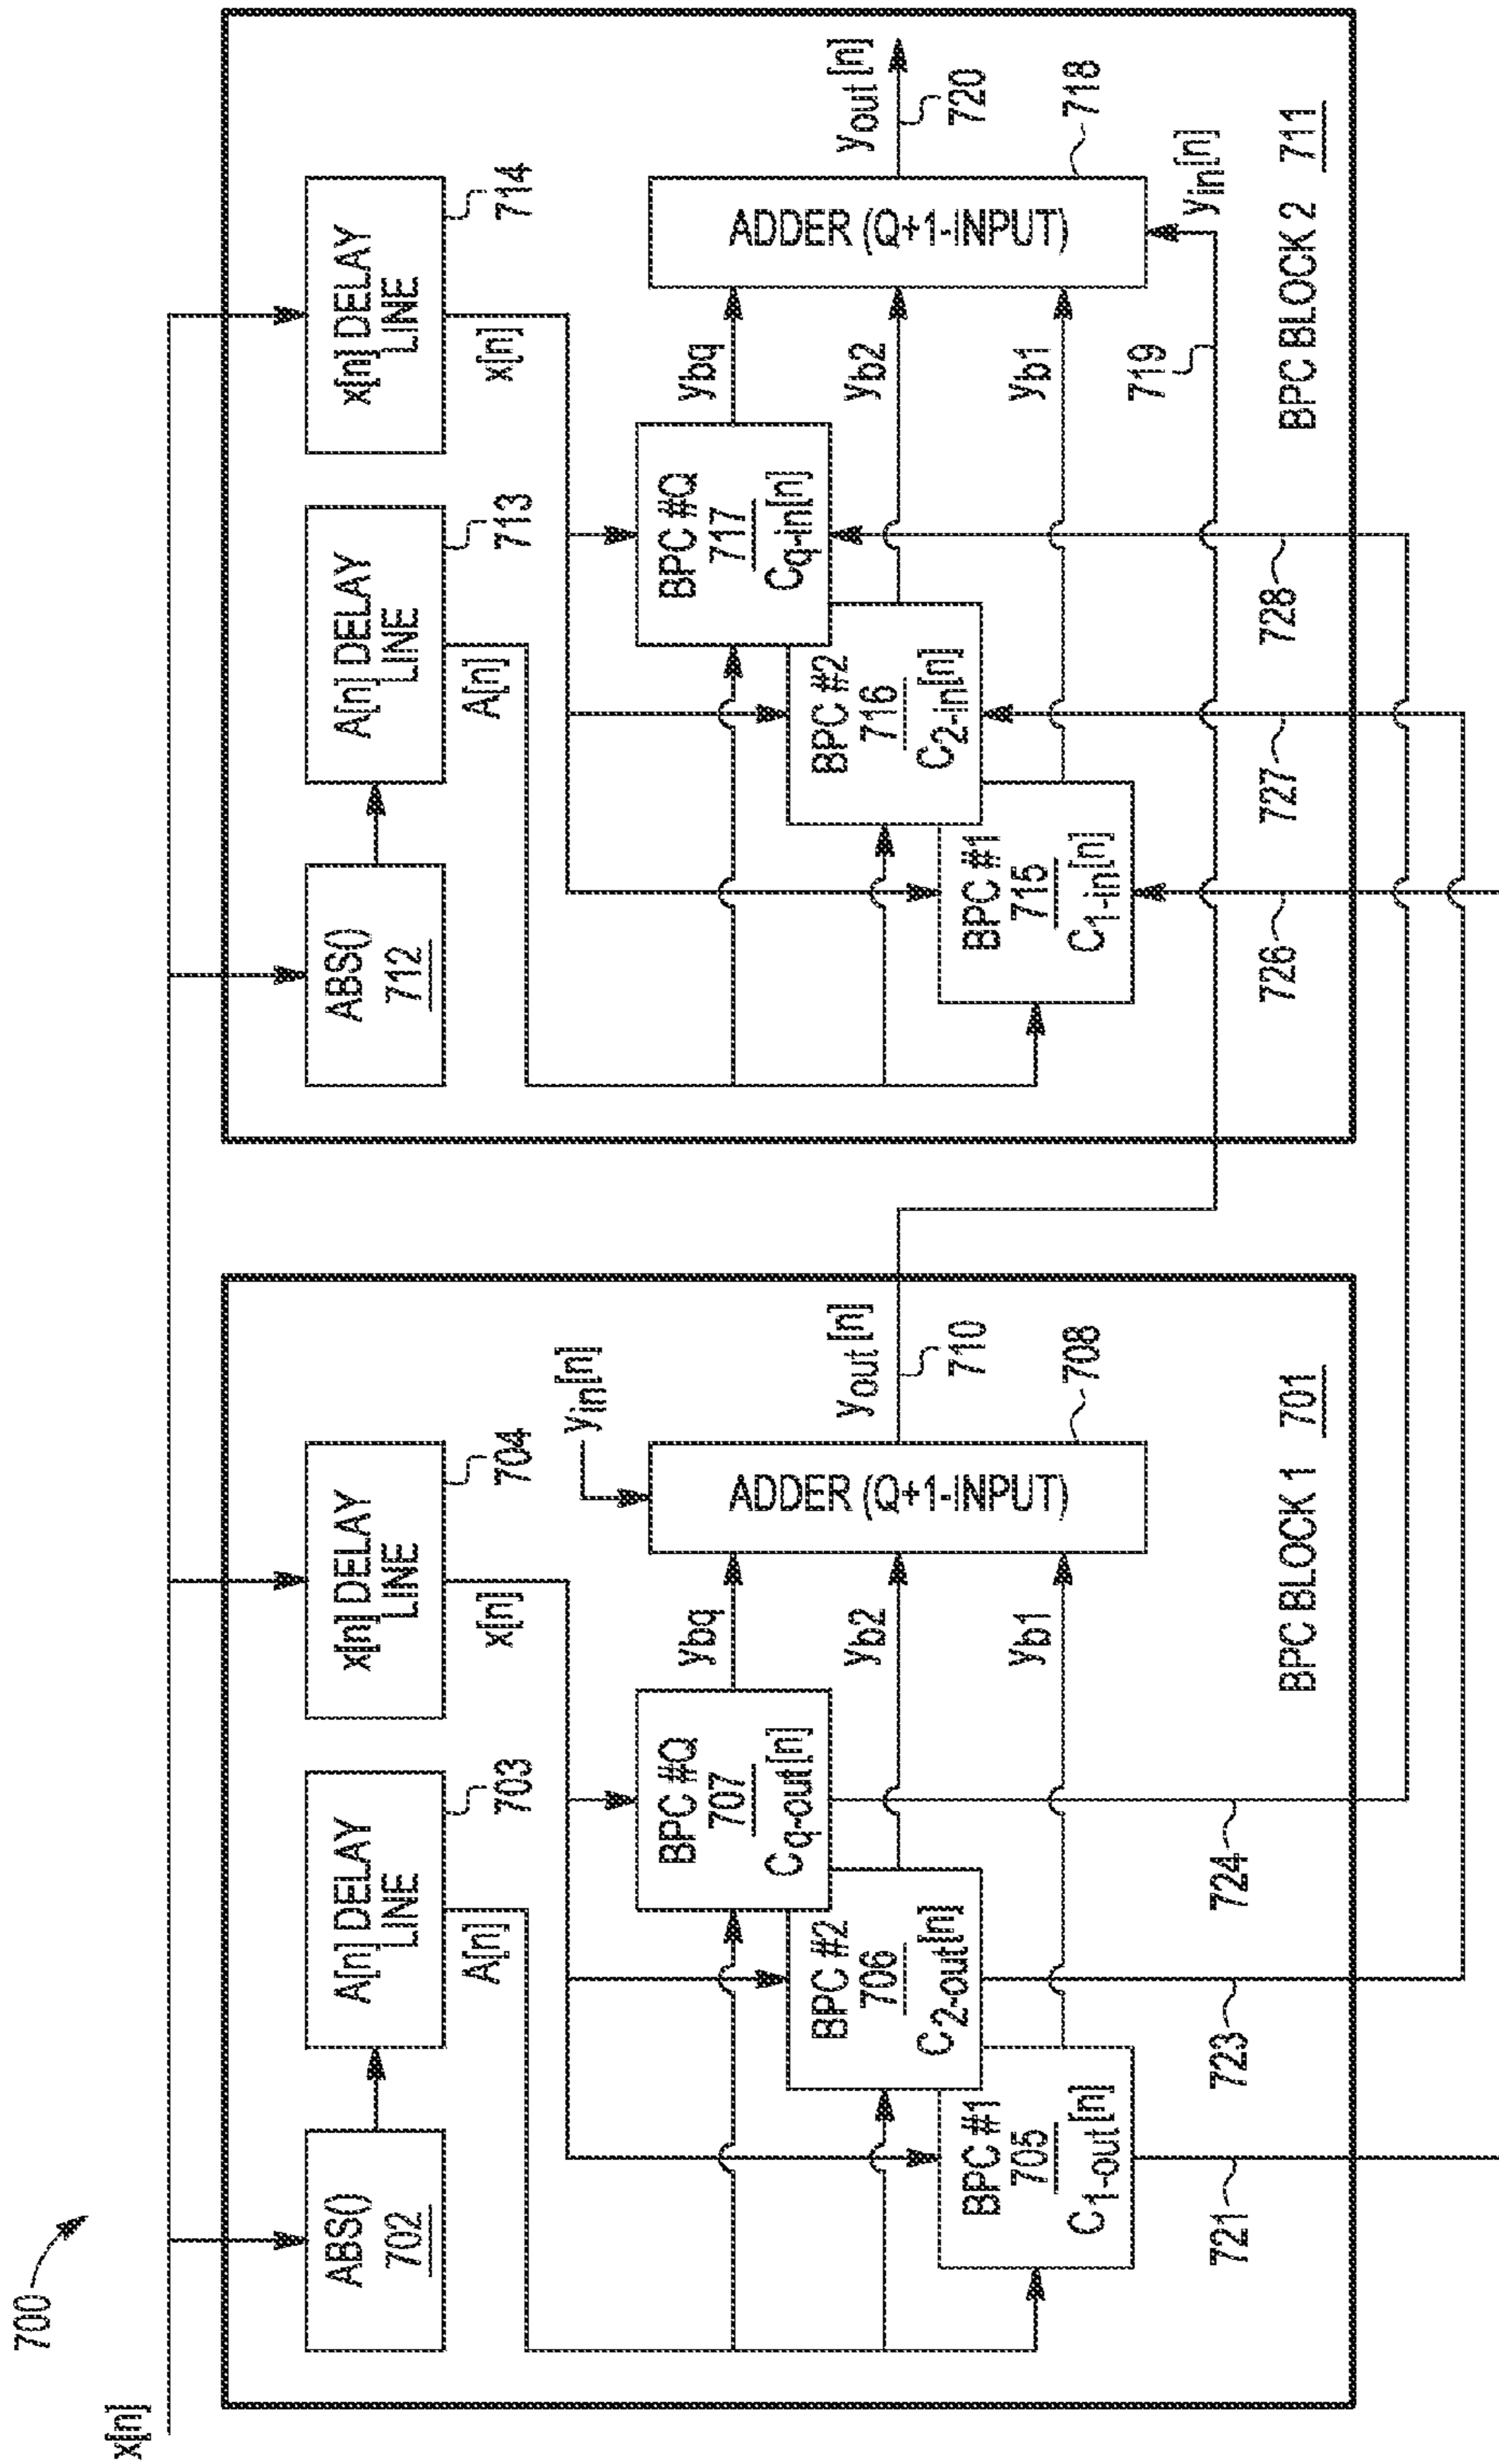 700
x[n]
BPC BLOCK 1 701
ABS()
702
A[n] DELAY
LINE
703
A[n]
x[n] DELAY
LINE
704
x[n]
BPC #1
705
C1-out[n]
BPC #2
706
C2-out[n]
BPC #Q
707
Cq-out[n]
ybq
yb2
yb1
yin[n]
ADDER (Q+1-INPUT)
708
yout[n]
710
721
723
724
BPC BLOCK 2 711
ABS()
712
A[n] DELAY
LINE
713
A[n]
x[n] DELAY
LINE
714
x[n]
BPC #1
715
C1-in[n]
BPC #2
716
C2-in[n]
BPC #Q
717
Cq-in[n]
ybq
yb2
yb1
719
yin[n]
ADDER (Q+1-INPUT)
718
yout[n]
720
726
727
728